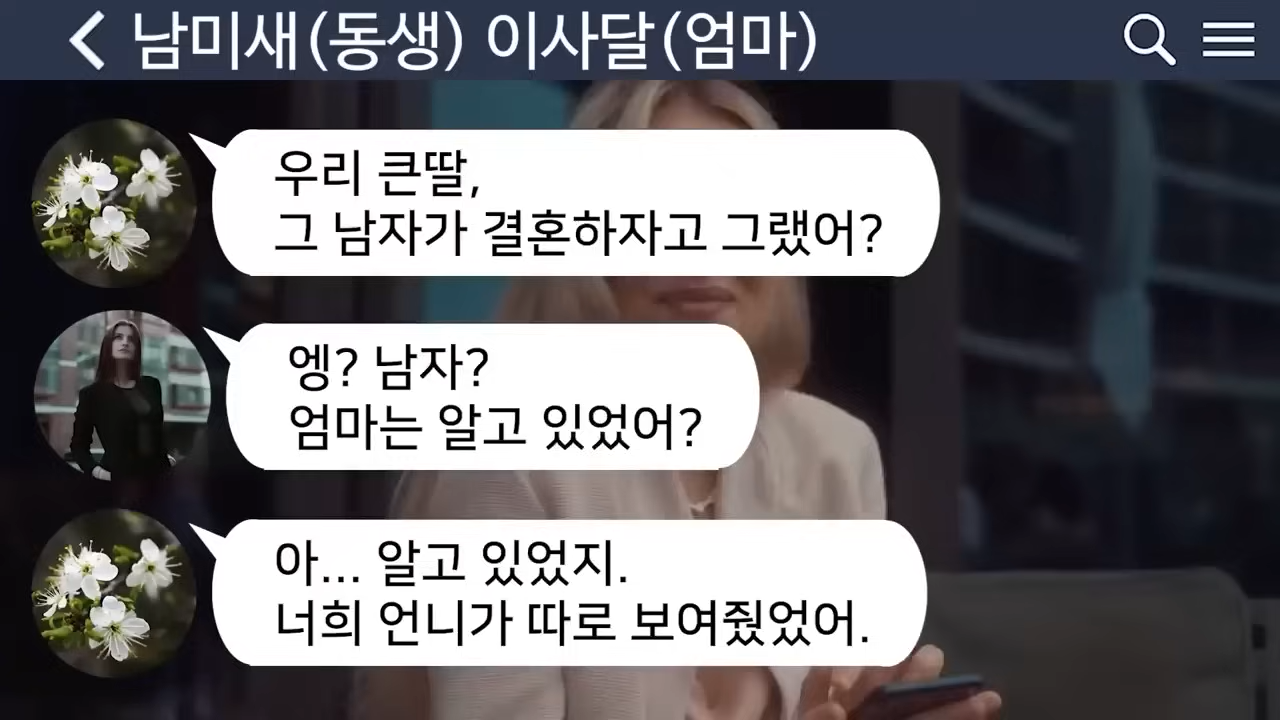 남미새(동생) 이사달(엄마)
우리 큰딸,
그 남자가 결혼하자고 그랬어?
엥? 남자?
엄마는 알고 있었어?
아... 알고 있었지.
너희 언니가 따로 보여줬었어.